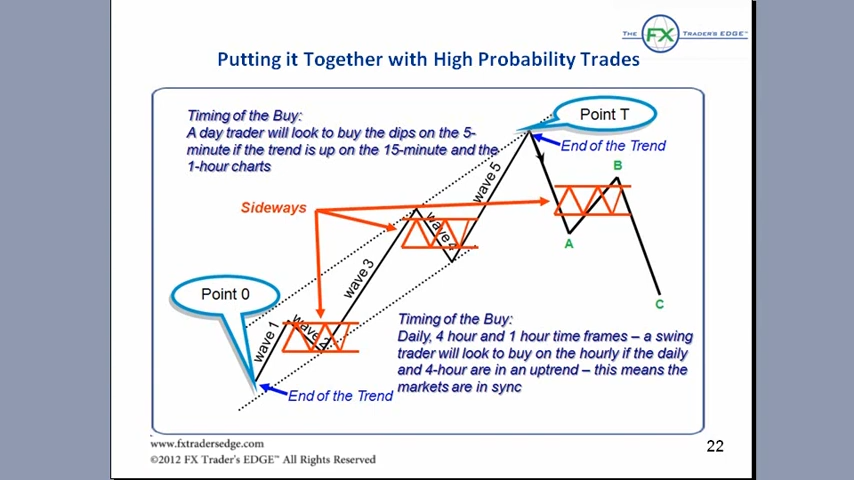 THE FX TRADER'S EDGE™
Putting it Together with High Probability Trades
Timing of the Buy:
A day trader will look to buy the dips on the 5-
minute if the trend is up on the 15-minute and the
1-hour charts
Point T
End of the Trend
wave 5
B
Sideways
wave 4
A
wave 3
Point 0
C
wave 1
wave 2
Timing of the Buy:
Daily, 4 hour and 1 hour time frames – a swing
trader will look to buy on the hourly if the daily
and 4-hour are in an uptrend – this means the
markets are in sync
End of the Trend
www.fxtradersedge.com
©2012 FX Trader's EDGE™ All Rights Reserved
22